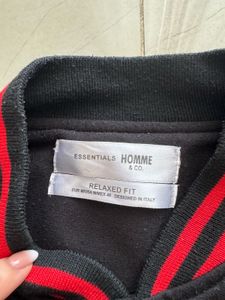 ESSENTIALS HOMME
& CO.
RELAXED FIT
DESIGNED IN ITALY